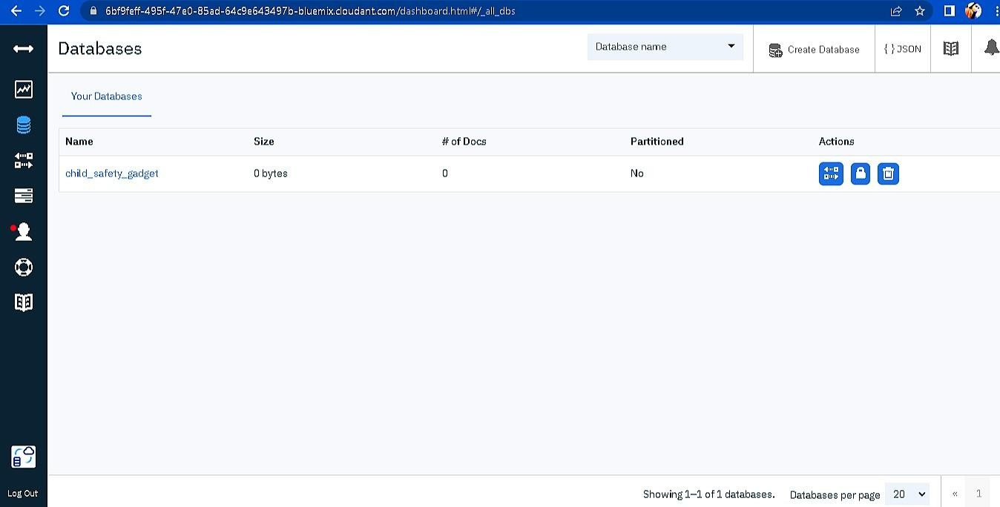 6bf9feff-495f-47e0-85ad-64c9e643497b-bluemix.cloudant.com/dashboard.html#/_all_dbs
Databases
Database name
Create Database
{ } JSON
Your Databases
Name Size # of Docs Partitioned Actions
child_safety_gadget 0 bytes 0 No
Log Out
Showing 1–1 of 1 databases. Databases per page 20 « 1